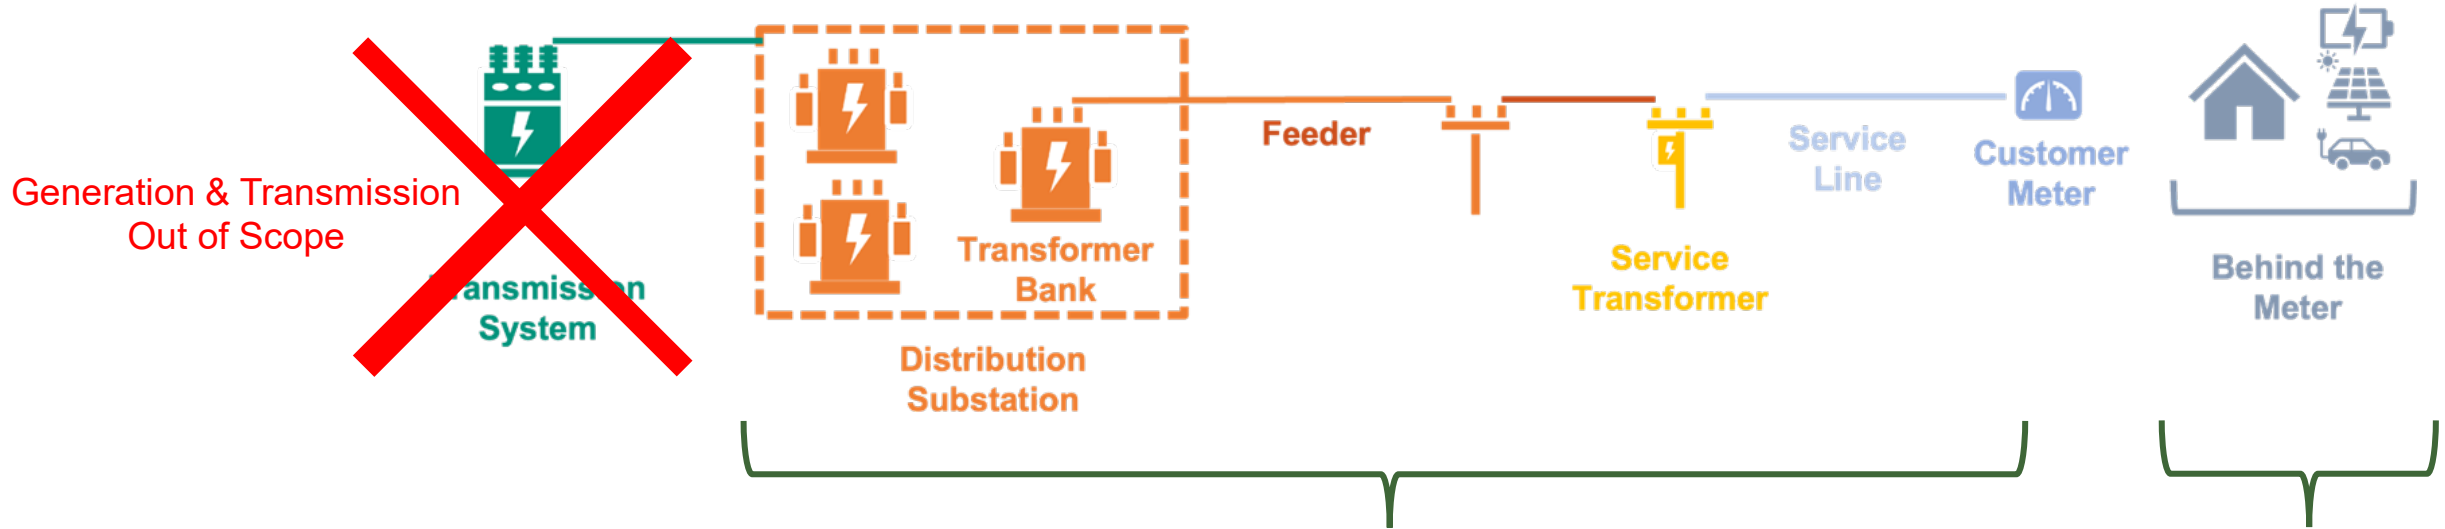 Generation & Transmission
Out of Scope
System
Transformer
Bank
Distribution
Substation
Feeder
Service
Transformer
Service
Line
Customer
Meter
Behind the
Meter